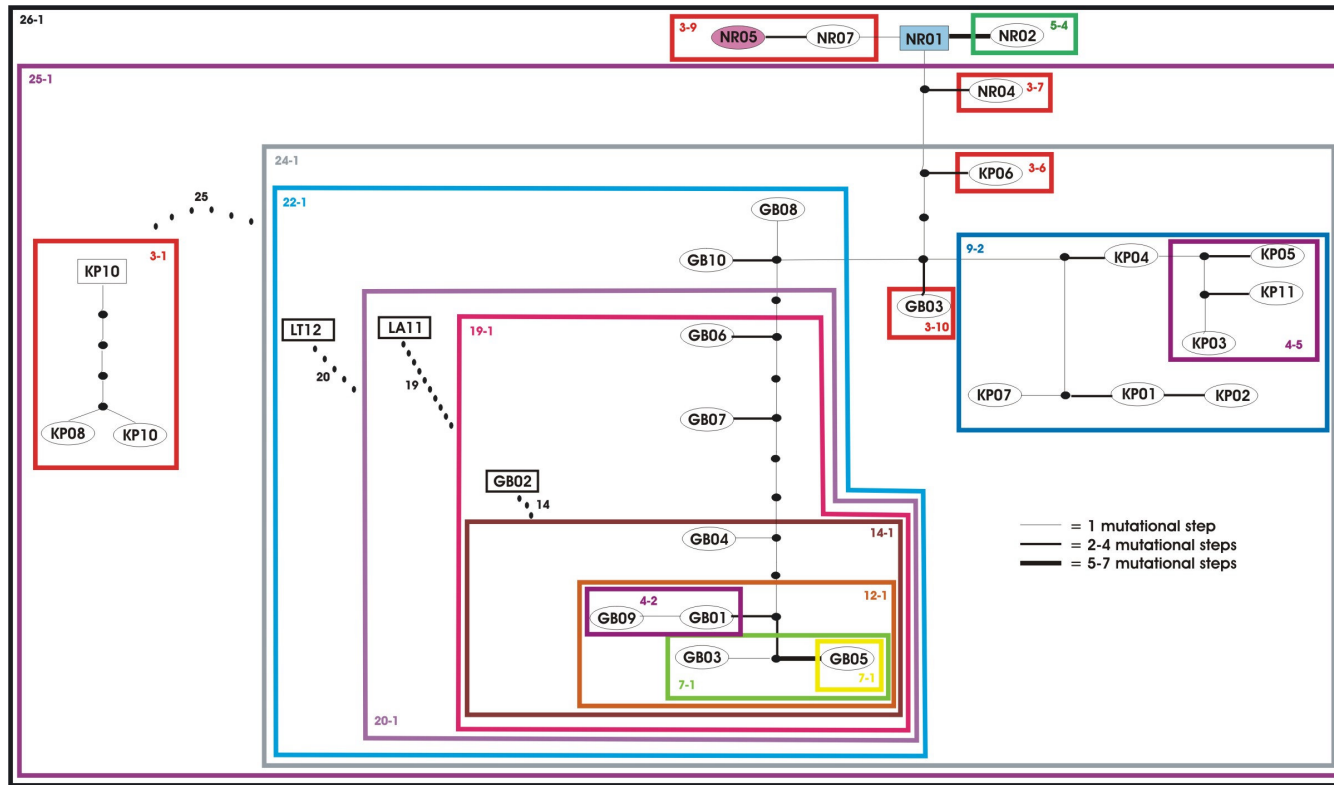 26-1
3-9
NR05
NR07
NR01
NR02
5-4
25-1
NR04
3-7
24-1
KP06
3-6
25
22-1
GB08
3-1
KP10
GB10
9-2
KP04
KP05
KP11
KP03
4-5
GB03
3-10
LT12
20
LA11
19
19-1
GB06
GB07
KP07
KP01
KP02
KP08
KP10
GB02
14
GB04
14-1
= 1 mutational step
= 2-4 mutational steps
= 5-7 mutational steps
12-1
4-2
GB09
GB01
GB03
GB05
7-1
7-1
20-1